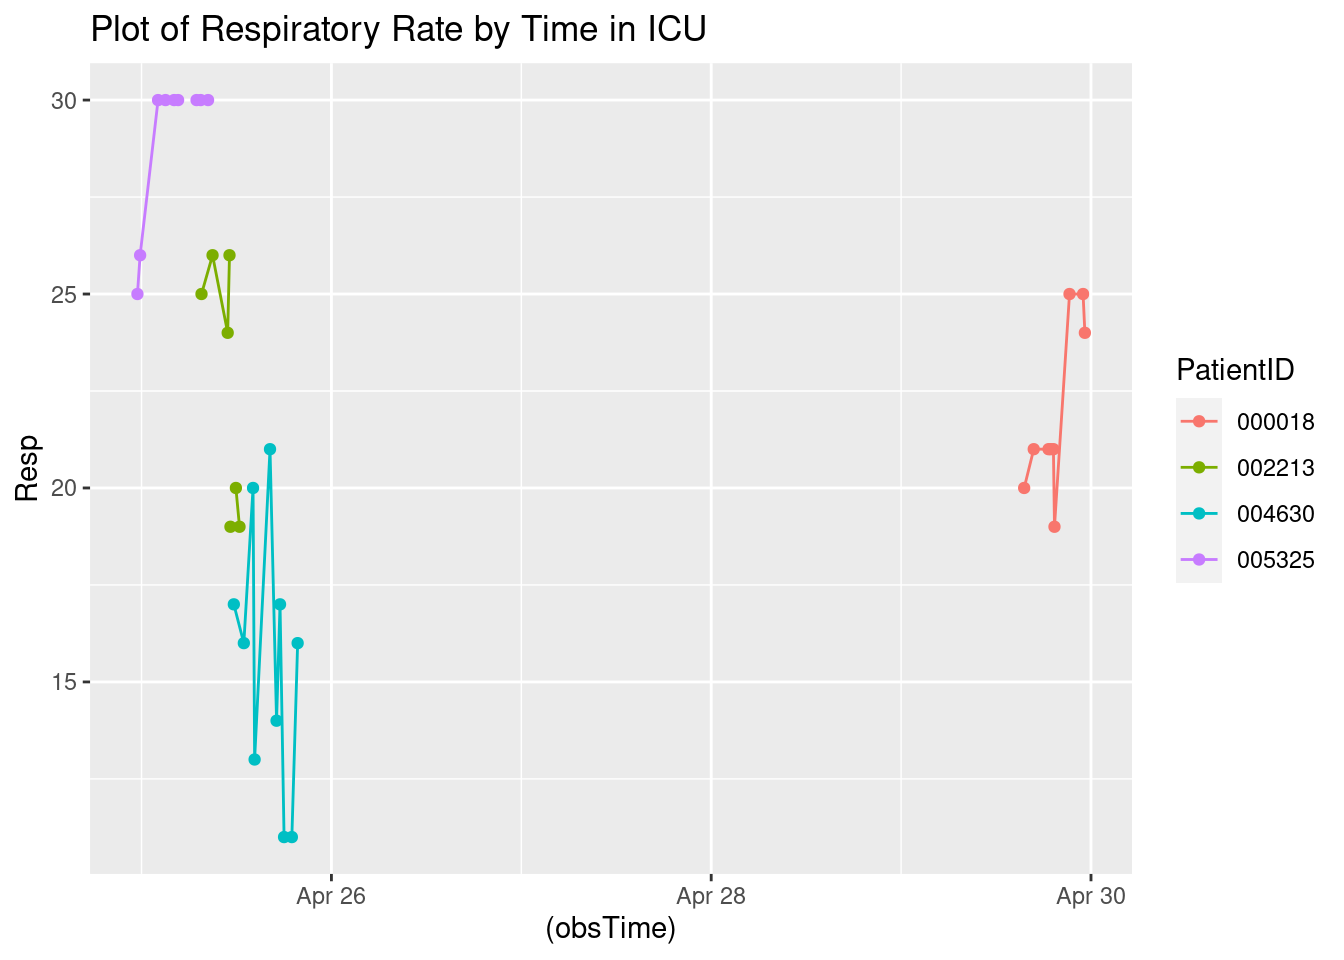 Plot of Respiratory Rate by Time in ICU
30
25
20
15
Resp
Apr 26
Apr 28
Apr 30
(obsTime)
PatientID
000018
002213
004630
005325